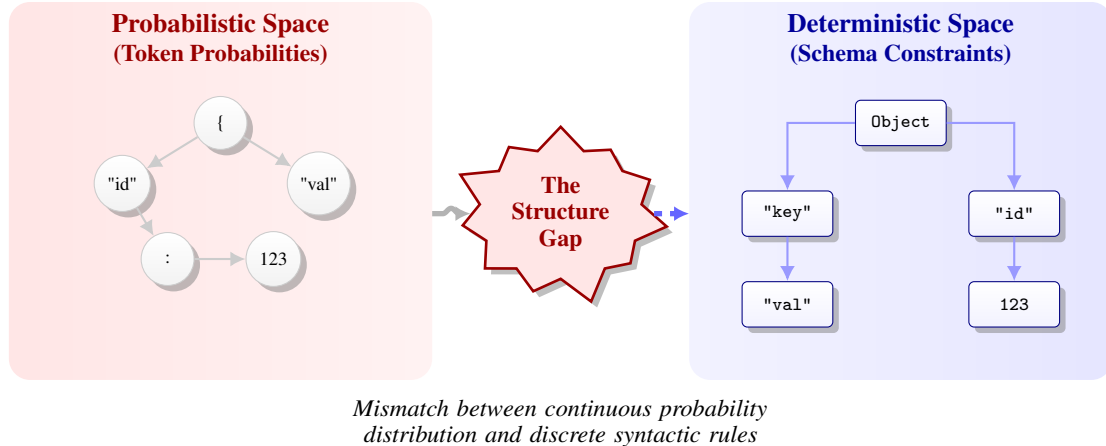 Probabilistic Space
(Token Probabilities)
{
"id"
"val"
:
123
The
Structure
Gap
Deterministic Space
(Schema Constraints)
Object
"key"
"id"
"val"
123
Mismatch between continuous probability
distribution and discrete syntactic rules